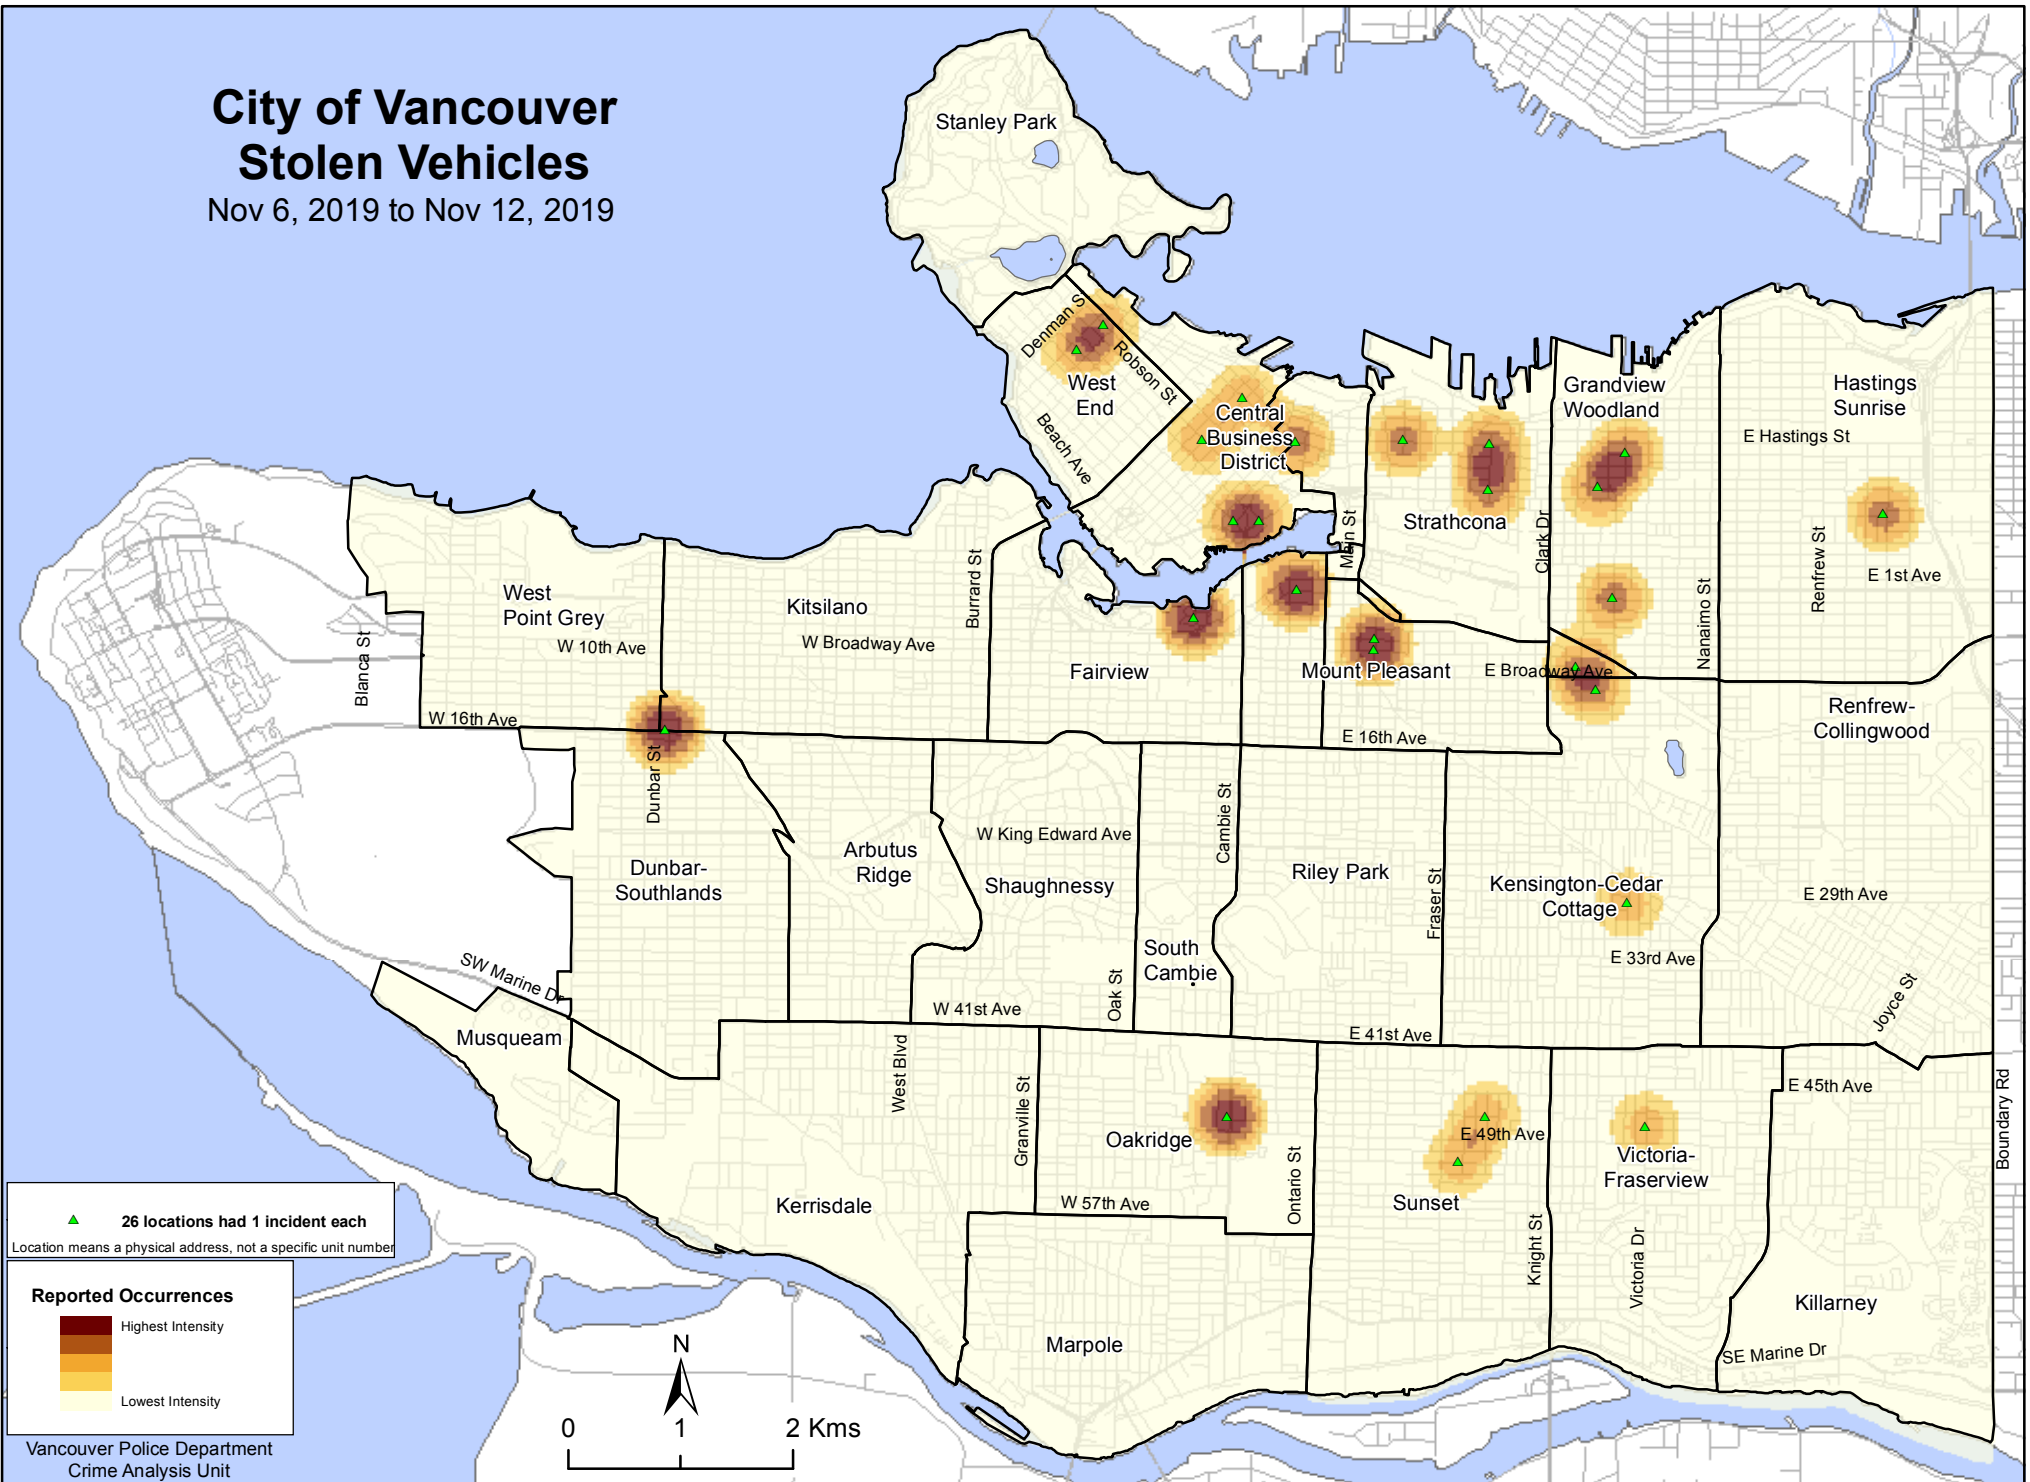 City of Vancouver
Stolen Vehicles
Nov 6, 2019 to Nov 12, 2019
Stanley Park
Denman S
Robson St
West
End
Beach Ave
Central
Business
District
Main St
Strathcona
Clark Dr
Grandview
Woodland
Hastings
Sunrise
E Hastings St
Renfrew St
E 1st Ave
Nanaimo St
West
Point Grey
W 10th Ave
Blanca St
W 16th Ave
Kitsilano
W Broadway Ave
Burrard St
Fairview
Mount Pleasant
E Broadway Ave
E 16th Ave
Renfrew-
Collingwood
Dunbar St
Dunbar-
Southlands
Arbutus
Ridge
W King Edward Ave
Shaughnessy
Cambie St
South
Cambie
Oak St
Riley Park
Fraser St
Kensington-Cedar
Cottage
E 29th Ave
E 33rd Ave
Joyce St
SW Marine Dr
Musqueam
W 41st Ave
E 41st Ave
West Blvd
Granville St
Oakridge
E 45th Ave
E 49th Ave
Boundary Rd
Victoria-
Fraserview
Sunset
Ontario St
W 57th Ave
Kerrisdale
Knight St
Victoria Dr
Killarney
Marpole
SE Marine Dr
26 locations had 1 incident each
Location means a physical address, not a specific unit number
Reported Occurrences
Highest Intensity
Lowest Intensity
N
0 1 2 Kms
Vancouver Police Department
Crime Analysis Unit